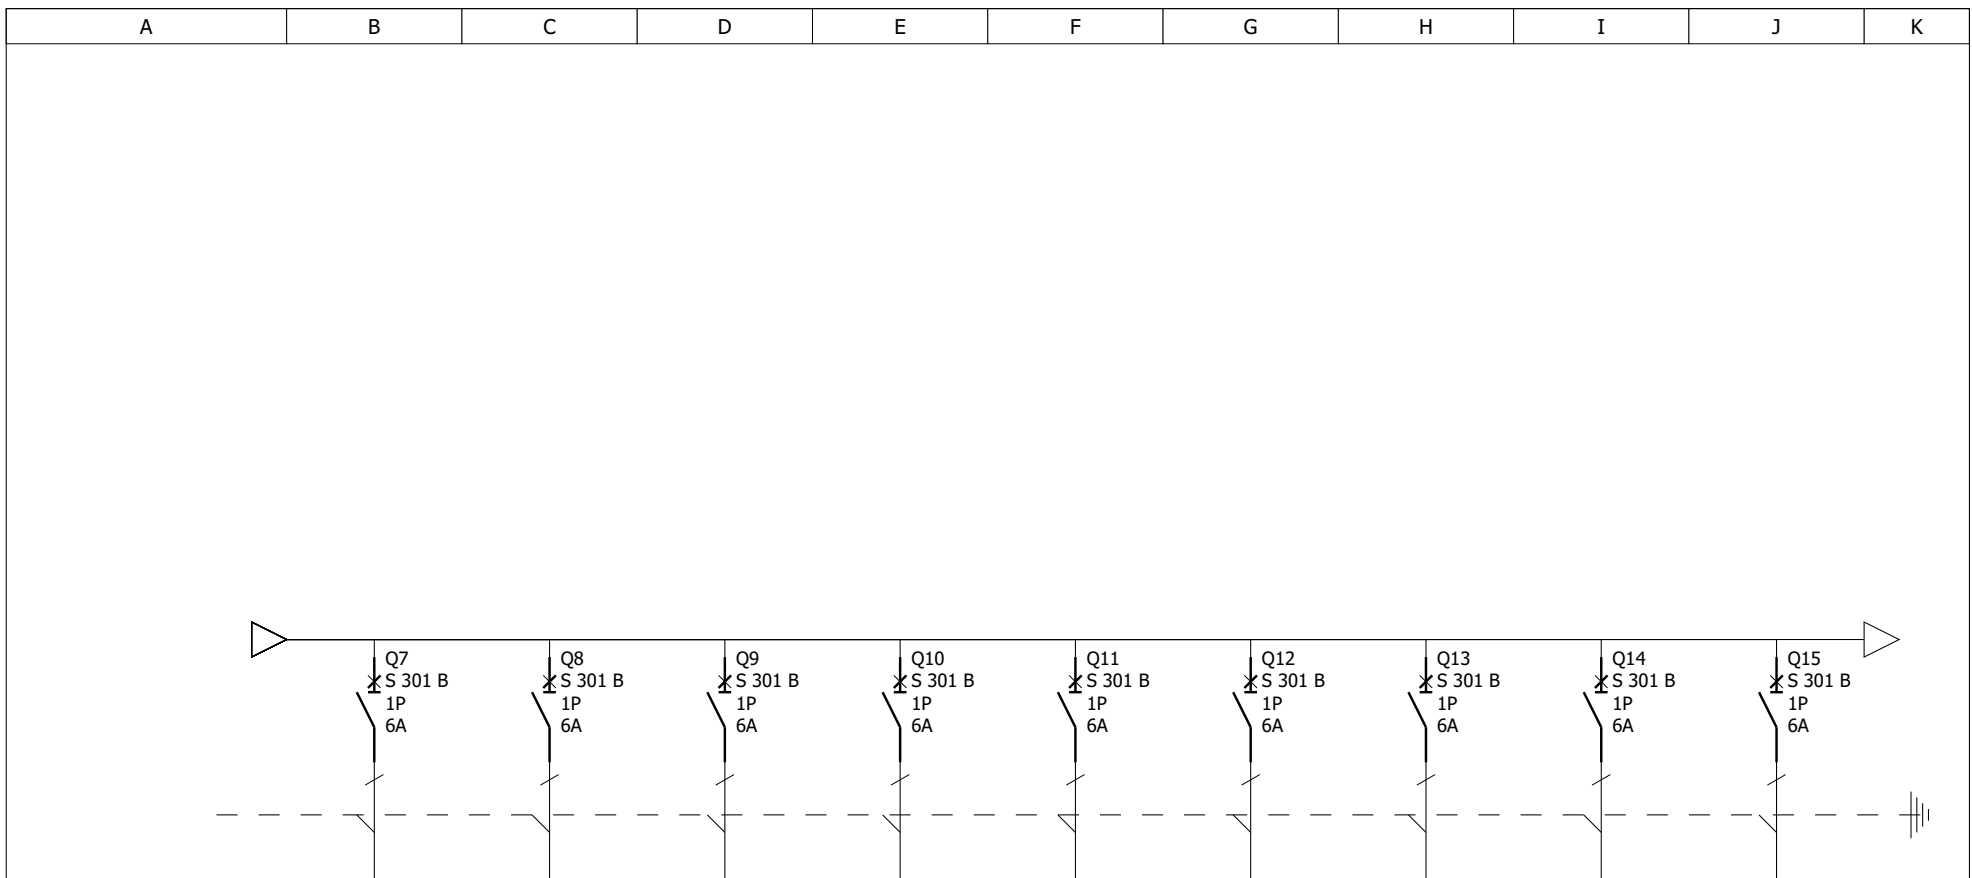 A B C D E F G H I J K
Q7 Q8 Q9 Q10 Q11 Q12 Q13 Q14 Q15
S 301 B S 301 B S 301 B S 301 B S 301 B S 301 B S 301 B S 301 B S 301 B
1P 1P 1P 1P 1P 1P 1P 1P 1P
6A 6A 6A 6A 6A 6A 6A 6A 6A